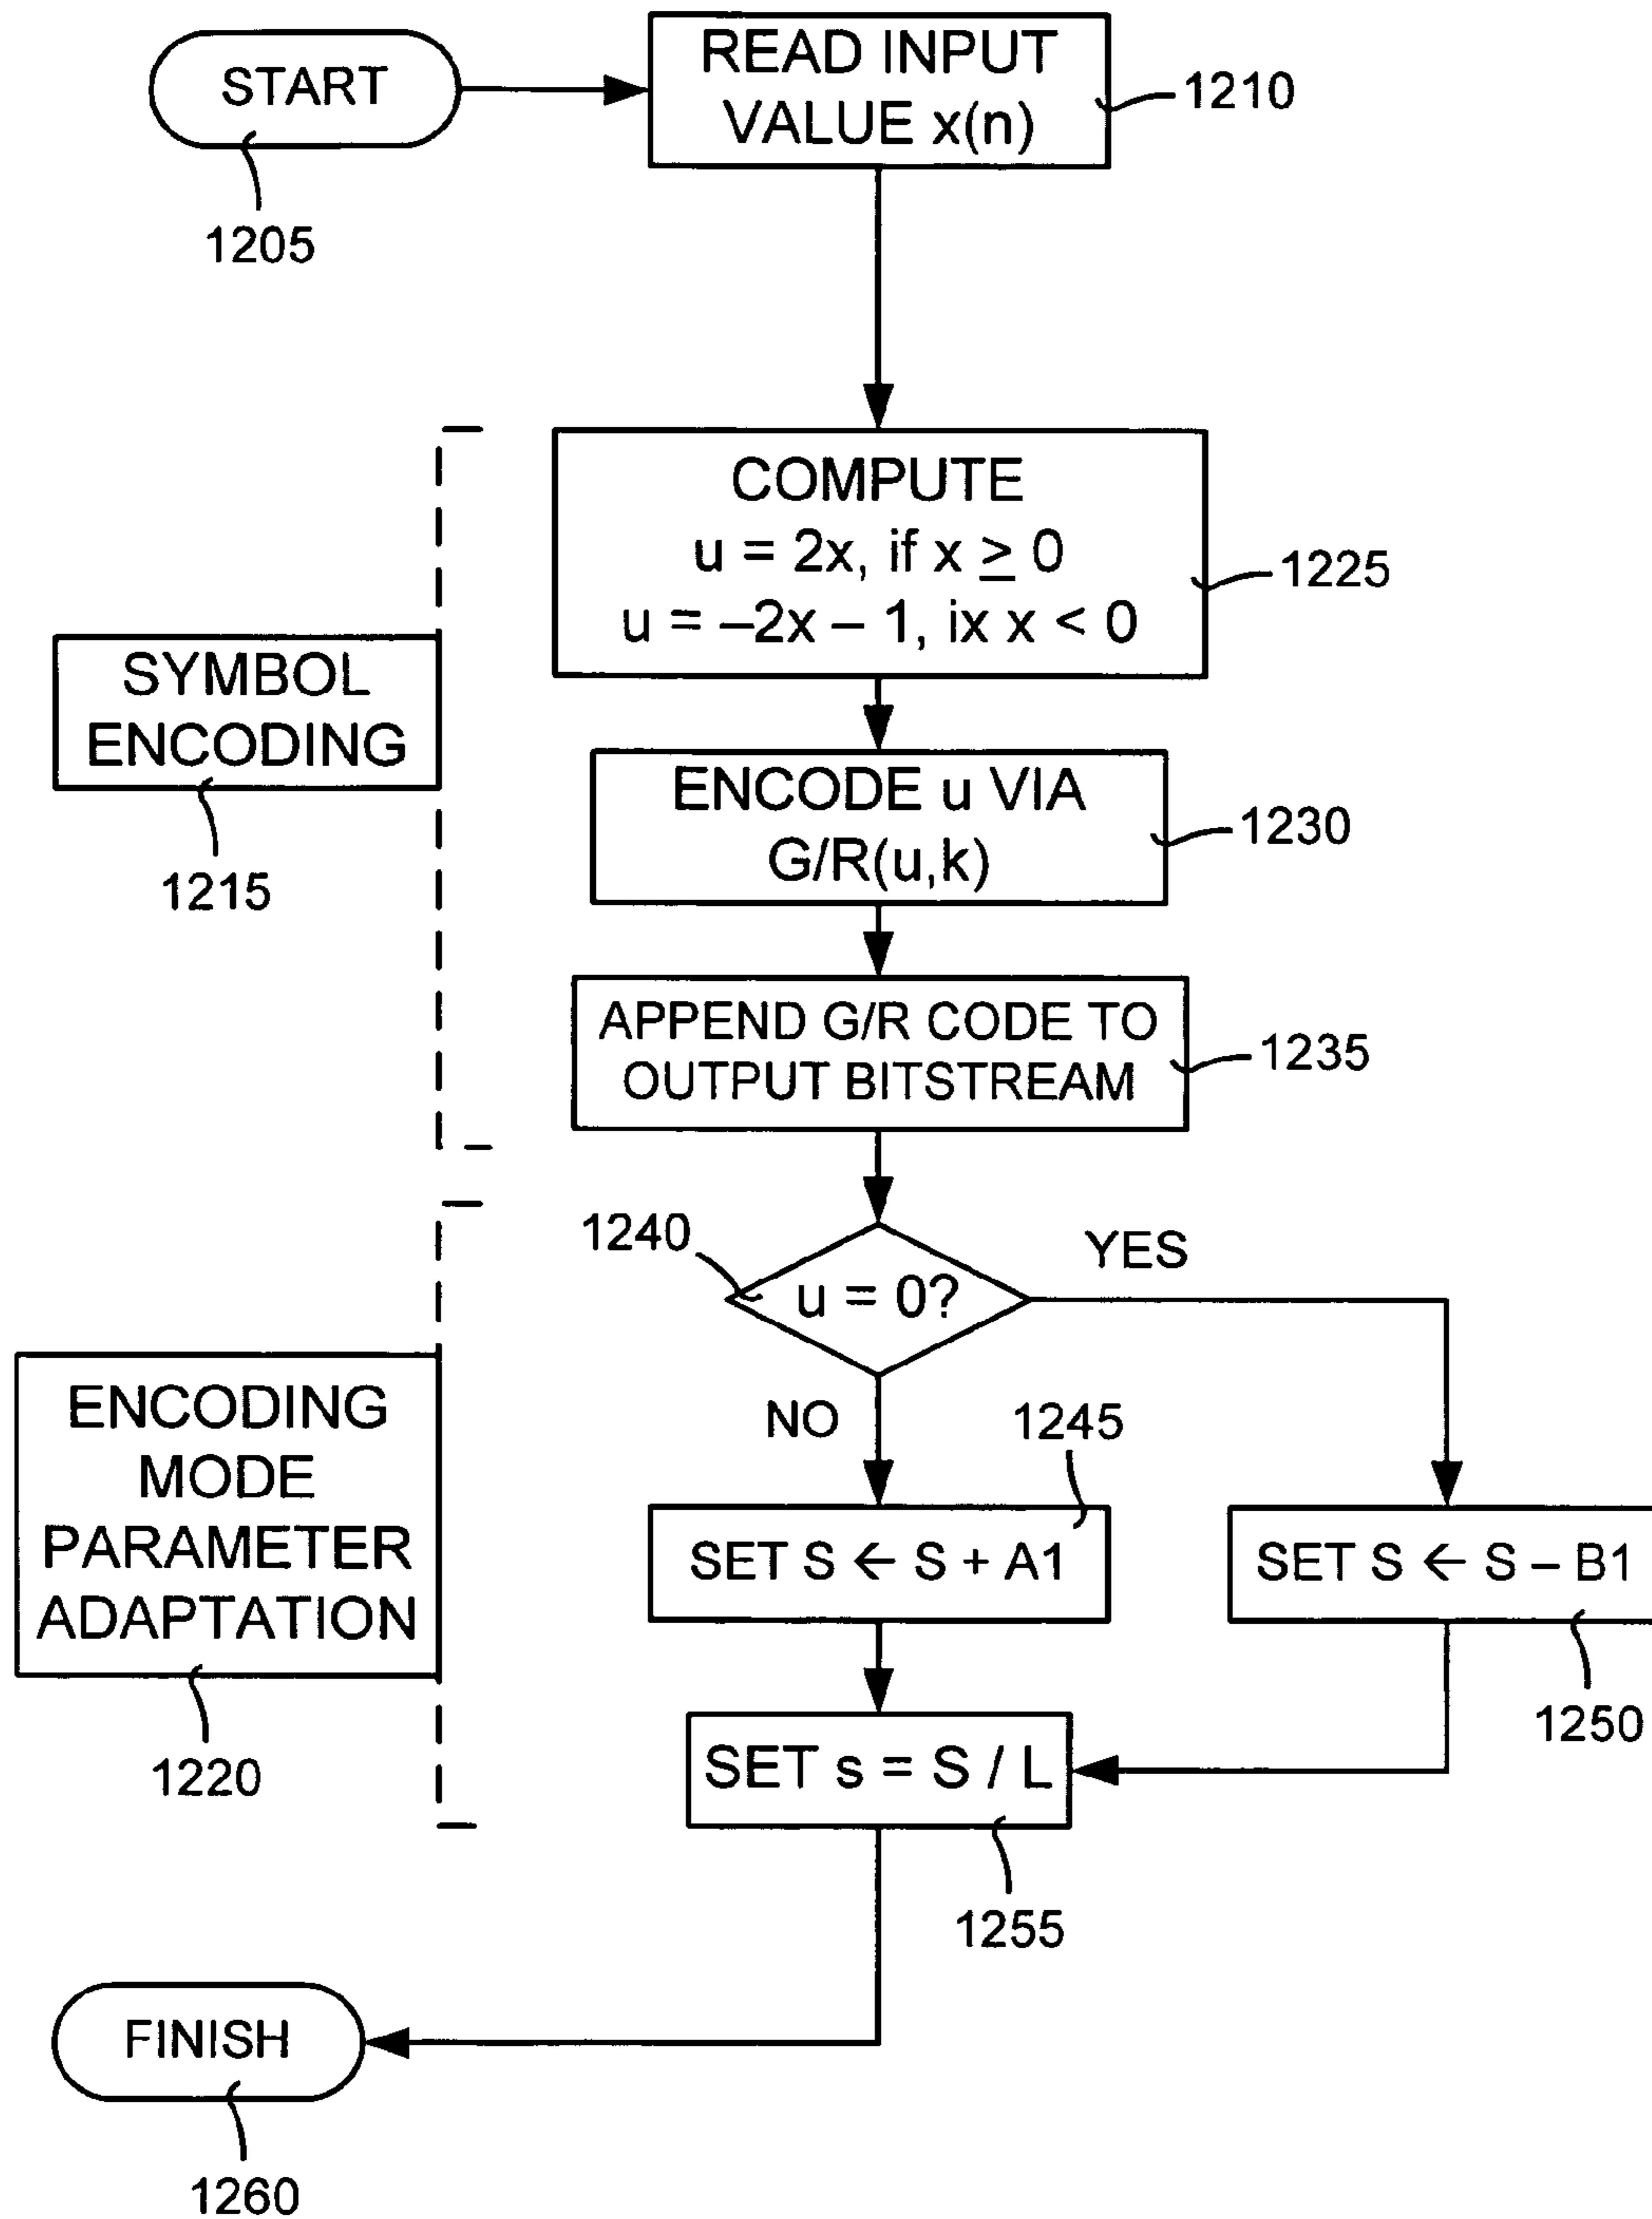 START
1205
READ INPUT
VALUE x(n)
1210
COMPUTE
u = 2x, if x ≥ 0
u = –2x – 1, ix x < 0
1225
SYMBOL
ENCODING
1215
ENCODE u VIA
G/R(u,k)
1230
APPEND G/R CODE TO
OUTPUT BITSTREAM
1235
1240
u = 0?
YES
NO
ENCODING
MODE
PARAMETER
ADAPTATION
1220
1245
SET S ← S + A1
SET S ← S – B1
1250
SET s = S / L
1255
FINISH
1260